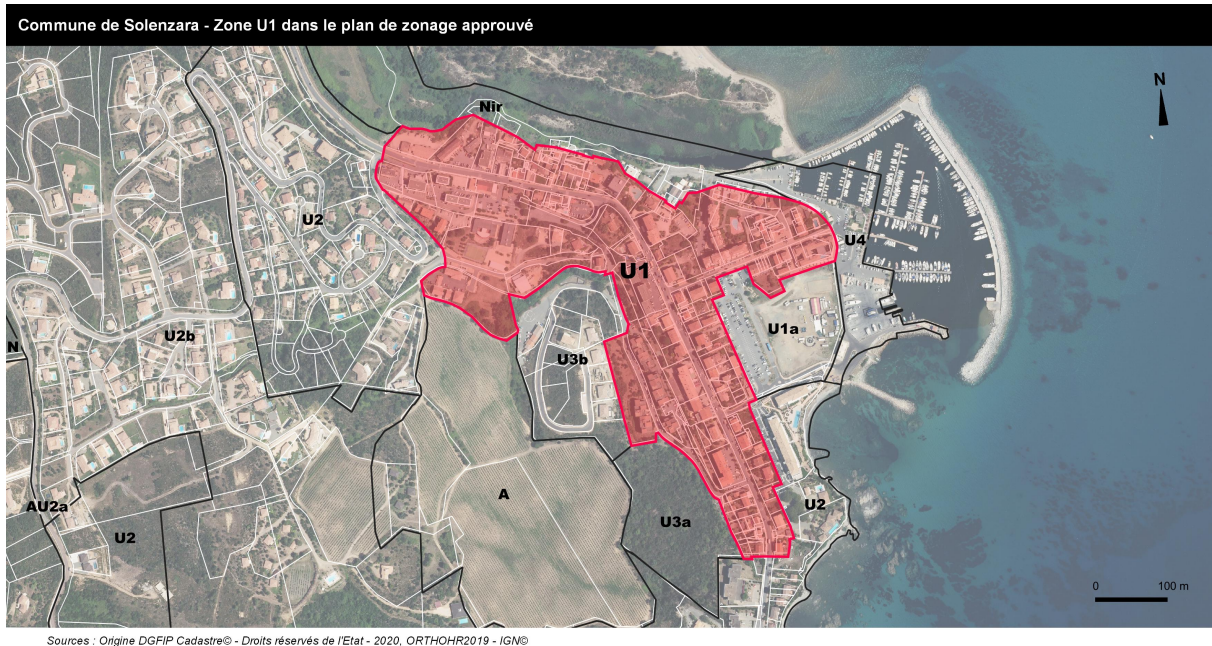 Commune de Solenzara - Zone U1 dans le plan de zonage approuvé
N
Nir
U2
U4
U1
U1a
U2b
N
U3b
A
AU2a
U2
U3a
U2
0 100 m
Sources : Origine DGFIP Cadastre© - Droits réservés de l'Etat - 2020, ORTHOHR2019 - IGN©